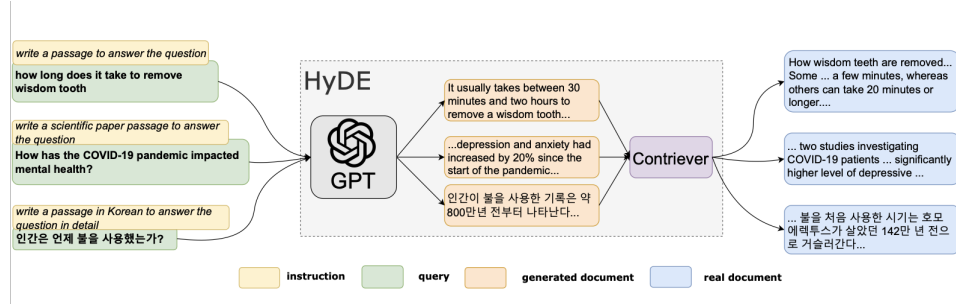 write a passage to answer the question
how long does it take to remove
wisdom tooth
write a scientific paper passage to answer
the question
How has the COVID-19 pandemic impacted
mental health?
write a passage in Korean to answer the
question in detail
인간은 언제 불을 사용했는가?
HyDE
GPT
It usually takes between 30
minutes and two hours to
remove a wisdom tooth...
...depression and anxiety had
increased by 20% since the
start of the pandemic...
인간이 불을 사용한 기록은 약
800만년 전부터 나타난다...
Contriever
How wisdom teeth are removed...
Some ... a few minutes, whereas
others can take 20 minutes or
longer....
... two studies investigating
COVID-19 patients ... significantly
higher level of depressive ...
... 불을 처음 사용한 시기는 호모
에렉투스가 살았던 142만 년 전으
로 거슬러간다...
instruction
query
generated document
real document